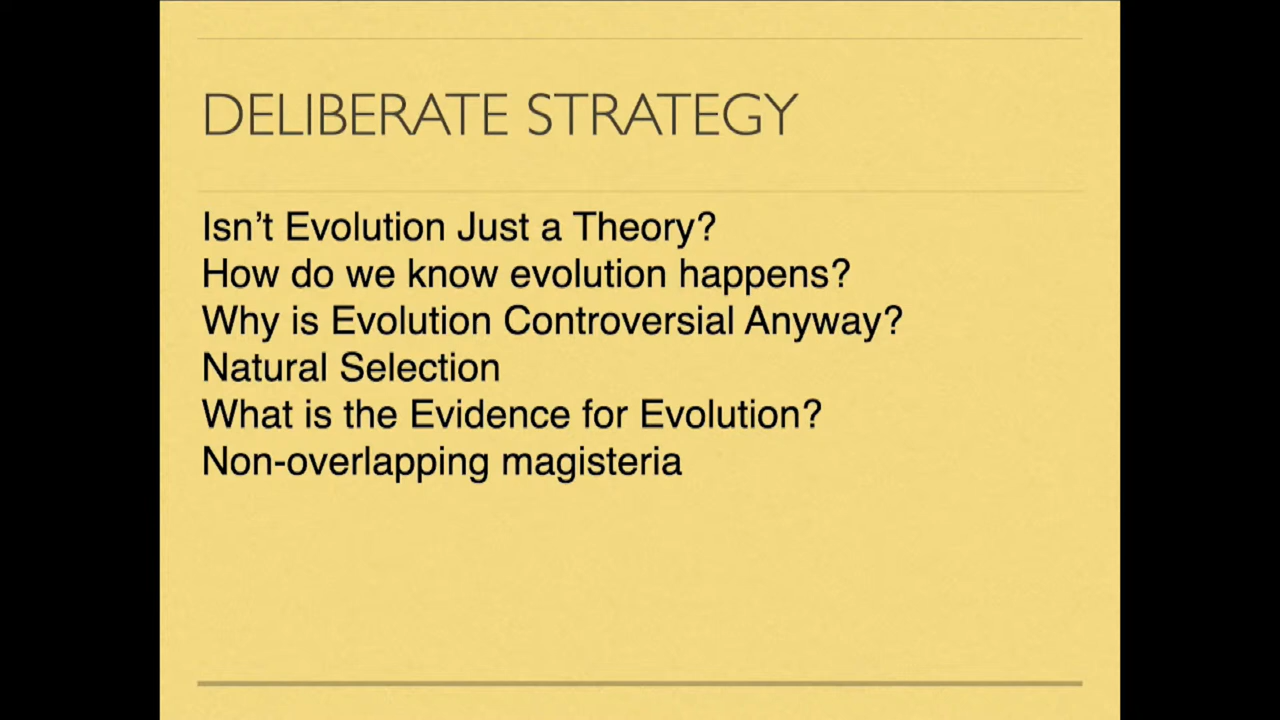 DELIBERATE STRATEGY
Isn’t Evolution Just a Theory?
How do we know evolution happens?
Why is Evolution Controversial Anyway?
Natural Selection
What is the Evidence for Evolution?
Non-overlapping magisteria